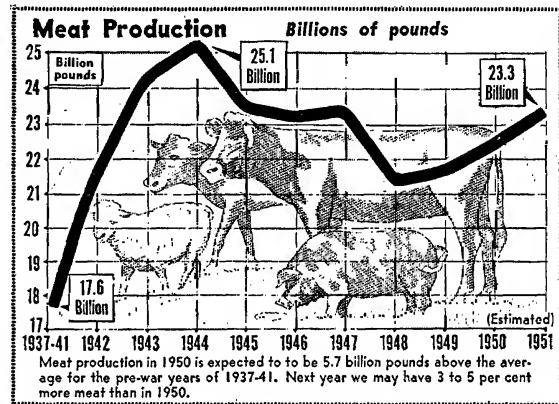 Meat Production Billions of pounds
Billion
pounds
25.1
Billion
23.3
Billion
17.6
Billion
25
24
23
22
21
20
19
18
17
(Estimated)
1937-41 1942 1943 1944 1945 1946 1947 1948 1949 1950 1951
Meat production in 1950 is expected to to be 5.7 billion pounds above the aver-
age for the pre-war years of 1937-41. Next year we may have 3 to 5 per cent
more meat than in 1950.